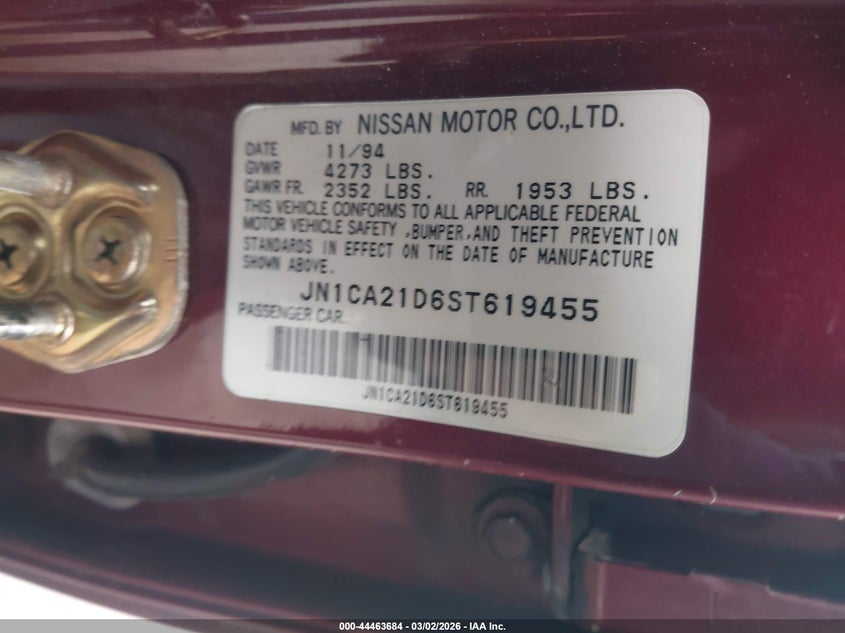 MFD. BY NISSAN MOTOR CO.,LTD.
DATE 11/94
GVWR 4273 LBS.
GAWR FR. 2352 LBS. RR. 1953 LBS.
THIS VEHICLE CONFORMS TO ALL APPLICABLE FEDERAL
MOTOR VEHICLE SAFETY ,BUMPER,AND THEFT PREVENTION
STANDARDS IN EFFECT ON THE DATE OF MANUFACTURE
SHOWN ABOVE.
JN1CA21D6ST619455
PASSENGER CAR
JN1CA21D6ST619455
000-44463684 - 03/02/2026 - IAA Inc.